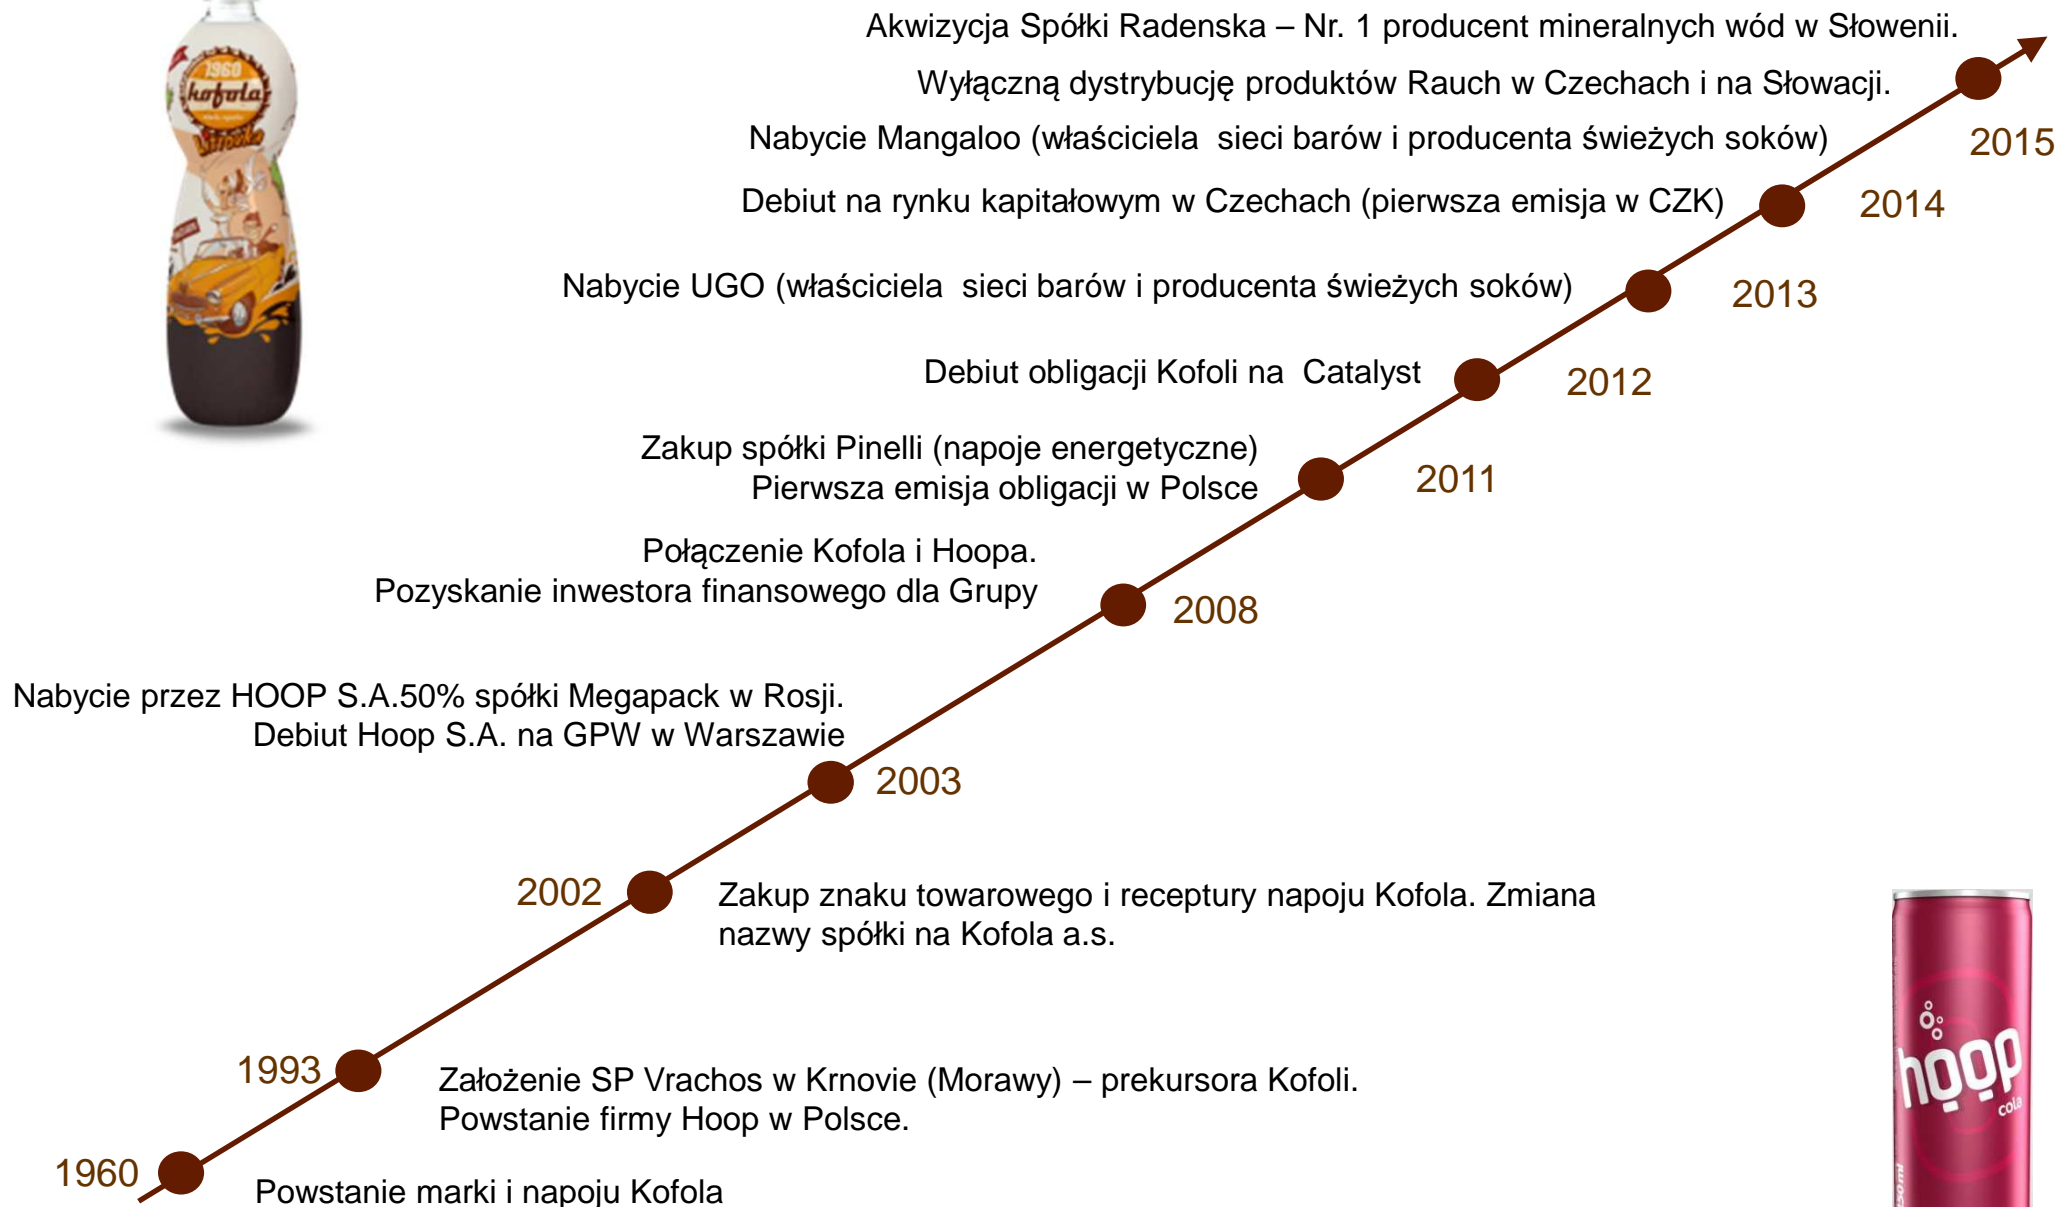 Akwizycja Spółki Radenska – Nr. 1 producent mineralnych wód w Słowenii.
Wyłączną dystrybucję produktów Rauch w Czechach i na Słowacji.
Nabycie Mangaloo (właściciela sieci barów i producenta świeżych soków)
2015
Debiut na rynku kapitałowym w Czechach (pierwsza emisja w CZK)
2014
Nabycie UGO (właściciela sieci barów i producenta świeżych soków)
2013
Debiut obligacji Kofoli na Catalyst
2012
Zakup spółki Pinelli (napoje energetyczne)
Pierwsza emisja obligacji w Polsce
2011
Połączenie Kofola i Hoopa.
Pozyskanie inwestora finansowego dla Grupy
2008
Nabycie przez HOOP S.A.50% spółki Megapack w Rosji.
Debiut Hoop S.A. na GPW w Warszawie
2003
2002
Zakup znaku towarowego i receptury napoju Kofola. Zmiana
nazwy spółki na Kofola a.s.
1993
Założenie SP Vrachos w Krnovie (Morawy) – prekursora Kofoli.
Powstanie firmy Hoop w Polsce.
1960
Powstanie marki i napoju Kofola
1960
kofola
hoop
cola